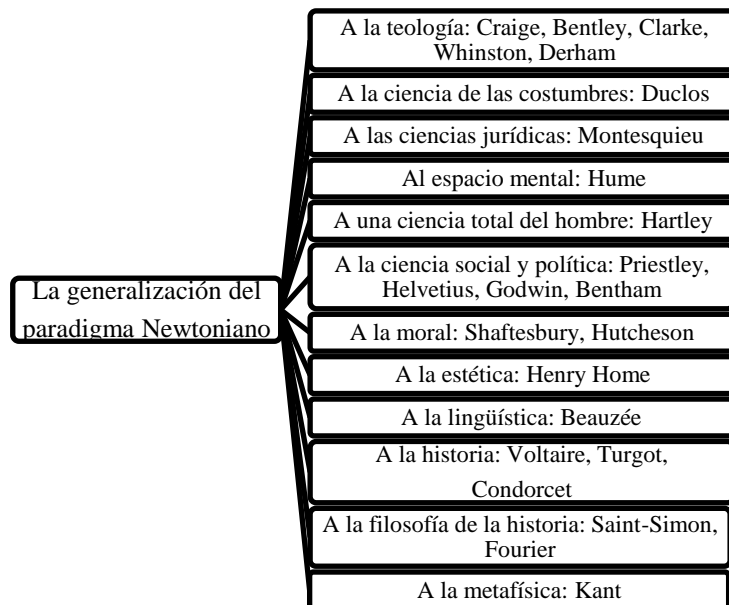 A la teología: Craige, Bentley, Clarke,
Whinston, Derham
A la ciencia de las costumbres: Duclos
A las ciencias jurídicas: Montesquieu
Al espacio mental: Hume
A una ciencia total del hombre: Hartley
La generalización del
paradigma Newtoniano
A la ciencia social y política: Priestley,
Helvetius, Godwin, Bentham
A la moral: Shaftesbury, Hutcheson
A la estética: Henry Home
A la lingüística: Beauzée
A la historia: Voltaire, Turgot,
Condorcet
A la filosofía de la historia: Saint-Simon,
Fourier
A la metafísica: Kant